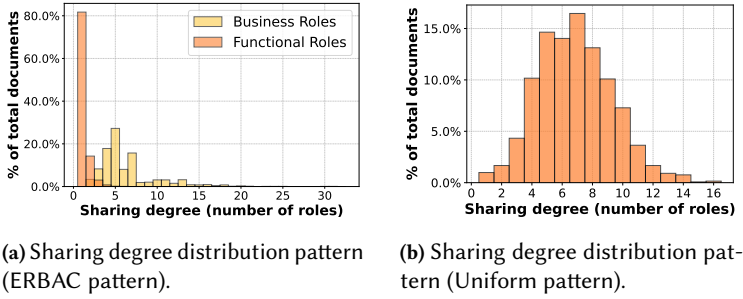 % of total documents
80.0%
60.0%
40.0%
20.0%
0.0%
Business Roles
Functional Roles
0 5 10 15 20 25 30
Sharing degree (number of roles)
(a) Sharing degree distribution pattern
(ERBAC pattern).
% of total documents
15.0%
10.0%
5.0%
0.0%
0 2 4 6 8 10 12 14 16
Sharing degree (number of roles)
(b) Sharing degree distribution pat-
tern (Uniform pattern).